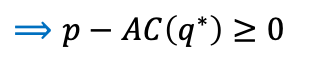 ⟹ p − AC(q*) ≥ 0